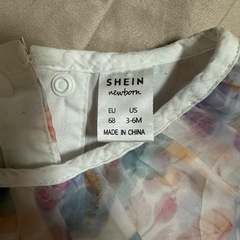 SHEIN
newborn
EU US
68 3-6M
MADE IN CHINA